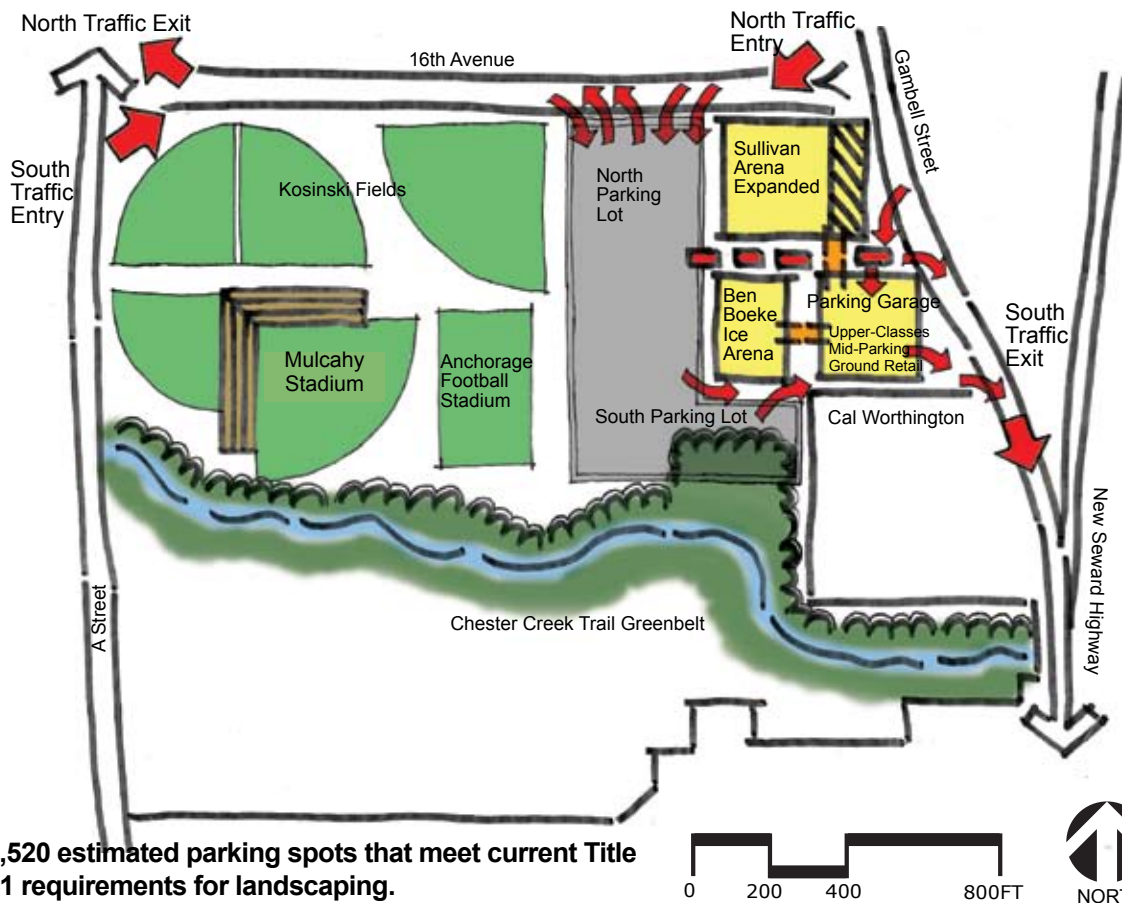 North Traffic Exit
North Traffic
Entry
16th Avenue
Gambell Street
South
Traffic
Entry
Kosinski Fields
North
Parking
Lot
Sullivan
Arena
Expanded
Mulcahy
Stadium
Anchorage
Football
Stadium
Ben
Boeke
Ice
Arena
Parking Garage
Upper-Classes
Mid-Parking
Ground Retail
South
Traffic
Exit
South Parking Lot
Cal Worthington
A Street
Chester Creek Trail Greenbelt
New Seward Highway
,520 estimated parking spots that meet current Title
1 requirements for landscaping.
0 200 400 800FT
NORT